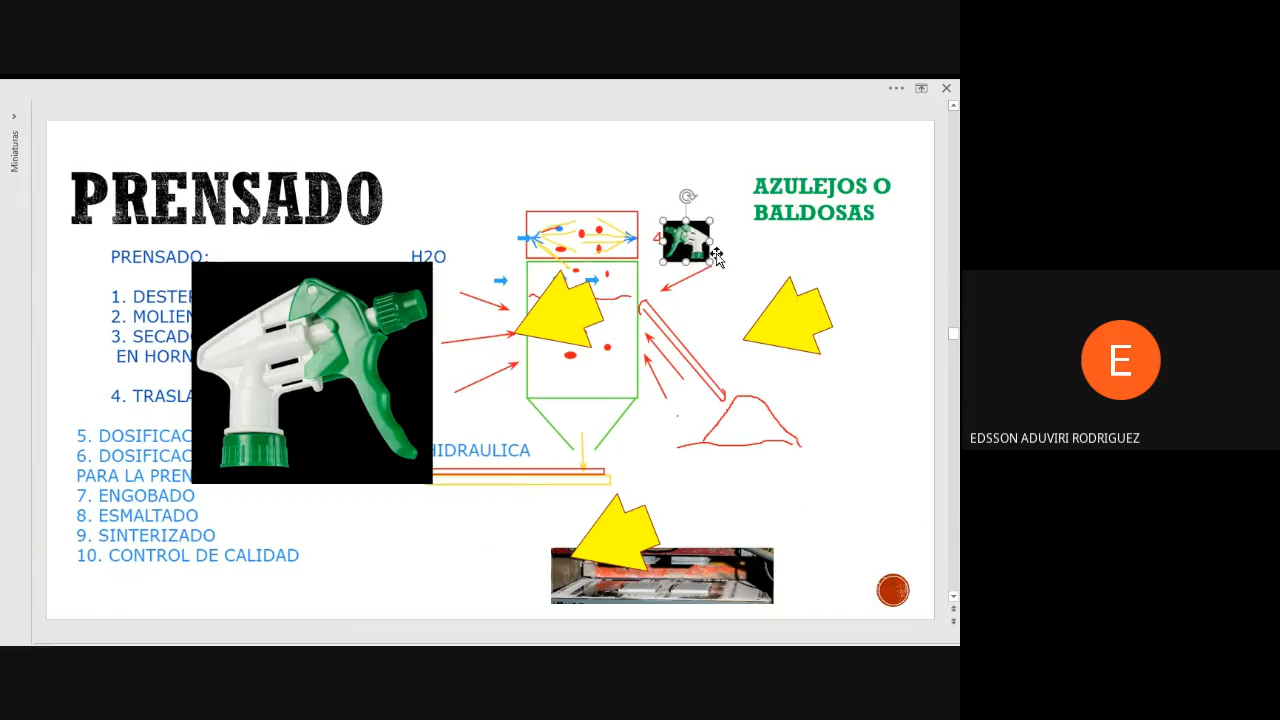 Miniaturas
PRENSADO
AZULEJOS O
BALDOSAS
PRENSADO:
H2O
1. DESTE
2. MOLIEN
3. SECAD
EN HORN
4. TRASLA
5. DOSIFICAC
HIDRAULICA
6. DOSIFICAC
PARA LA PREN
7. ENGOBADO
8. ESMALTADO
9. SINTERIZADO
10. CONTROL DE CALIDAD
4
E
EDSSON ADUVIRI RODRIGUEZ